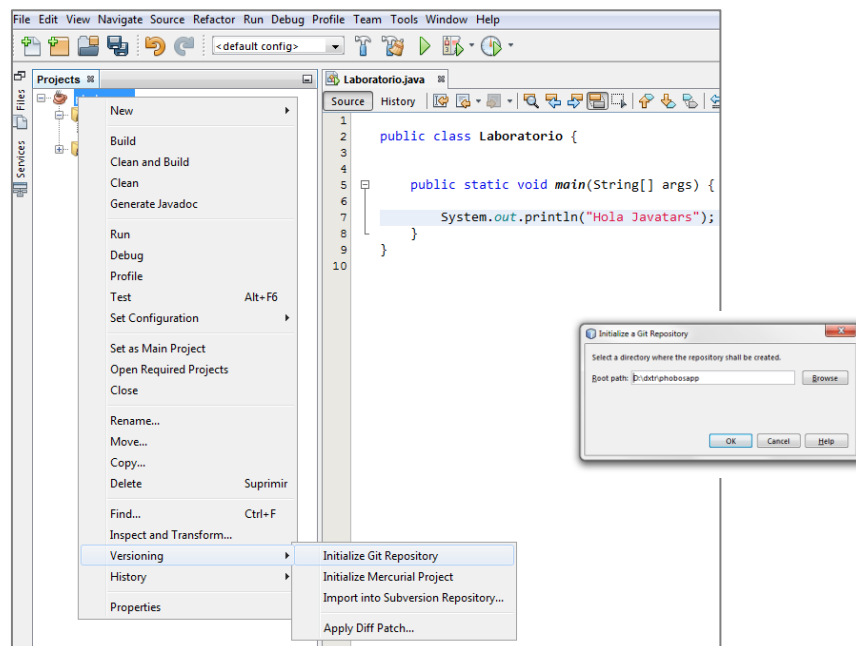 File Edit View Navigate Source Refactor Run Debug Profile Team Tools Window Help
<default config>
Projects
Files
Services
New
Build
Clean and Build
Clean
Generate Javadoc
Run
Debug
Profile
Test Alt+F6
Set Configuration
Set as Main Project
Open Required Projects
Close
Rename...
Move...
Copy...
Delete Suprimir
Find... Ctrl+F
Inspect and Transform...
Versioning
History
Properties
Initialize Git Repository
Initialize Mercurial Project
Import into Subversion Repository...
Apply Diff Patch...
Laboratorio.java
Source History
1
2 public class Laboratorio {
3
4
5 public static void main(String[] args) {
6
7 System.out.println("Hola Javatars");
8 }
9 }
10
Initialize a Git Repository
Select a directory where the repository shall be created.
Root path: D:\dxtr\phobosapp Browse
OK Cancel Help